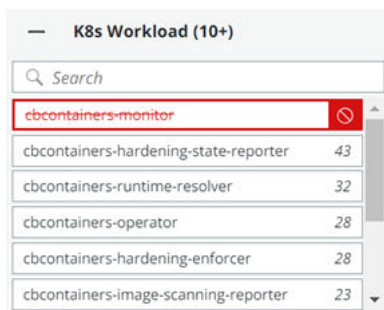 K8s Workload (10+)
Search
cbcontainers-monitor
cbcontainers-hardening-state-reporter 43
cbcontainers-runtime-resolver 32
cbcontainers-operator 28
cbcontainers-hardening-enforcer 28
cbcontainers-image-scanning-reporter 23